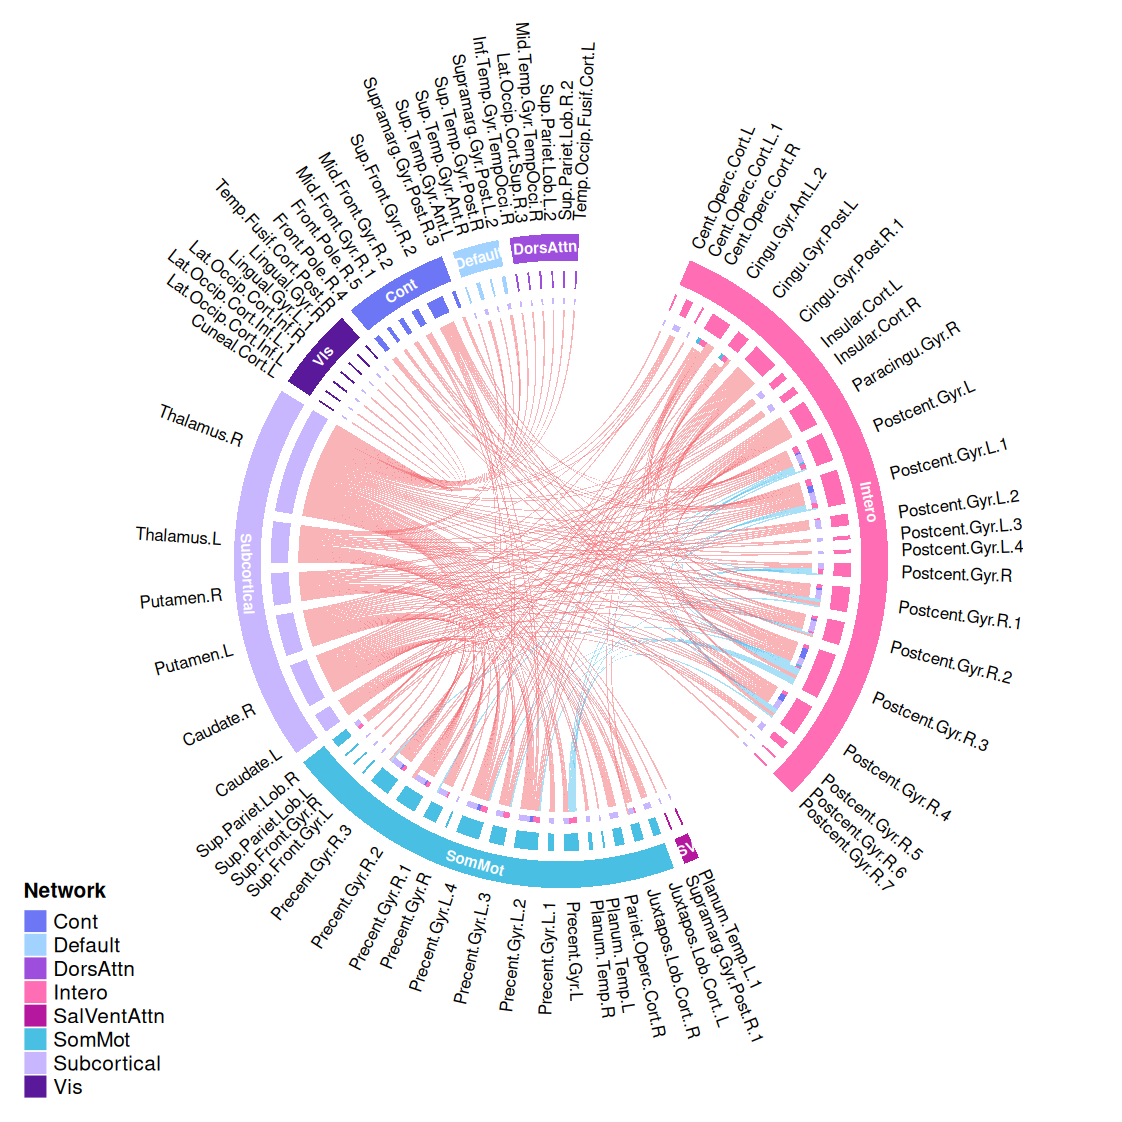 Cent.Operc.Cort.L
Cent.Operc.Cort.L.1
Cent.Operc.Cort.R
Cingu.Gyr.Ant.L.2
Cingu.Gyr.Post.L
Cingu.Gyr.Post.R.1
Insular.Cort.L
Insular.Cort.R
Paracingu.Gyr.R
Postcent.Gyr.L
Postcent.Gyr.L.1
Postcent.Gyr.L.2
Postcent.Gyr.L.3
Postcent.Gyr.L.4
Postcent.Gyr.R
Postcent.Gyr.R.1
Postcent.Gyr.R.2
Postcent.Gyr.R.3
Postcent.Gyr.R.4
Postcent.Gyr.R.5
Postcent.Gyr.R.6
Postcent.Gyr.R.7
Intero
Planum.Temp.L.1
Supramarg.Gyr.Post.R.1
Juxtapos.Lob.Cort..L
Juxtapos.Lob.Cort..R
Pariet.Operc.Cort.R
Planum.Temp.L
Planum.Temp.R
Precent.Gyr.L
Precent.Gyr.L.1
Precent.Gyr.L.2
Precent.Gyr.L.3
Precent.Gyr.L.4
Precent.Gyr.R
Precent.Gyr.R.1
Precent.Gyr.R.2
Precent.Gyr.R.3
Sup.Front.Gyr.L
Sup.Front.Gyr.R
Sup.Pariet.Lob.L
Sup.Pariet.Lob.R
SomMot
Caudate.L
Caudate.R
Putamen.L
Putamen.R
Thalamus.L
Thalamus.R
Subcortical
Cuneal.Cort.L
Lat.Occip.Cort.Inf.L
Lat.Occip.Cort.Inf.L.1
Lat.Occip.Cort.Inf.R
Lingual.Gyr.L.1
Lingual.Gyr.R
Temp.Fusif.Cort.Post.R
Vis
Front.Pole.R.4
Front.Pole.R.5
Mid.Front.Gyr.R.1
Mid.Front.Gyr.R.2
Sup.Front.Gyr.R.2
Supramarg.Gyr.Post.R.3
Cont
Sup.Temp.Gyr.Ant.L
Sup.Temp.Gyr.Ant.R
Sup.Temp.Gyr.Post.R
Supramarg.Gyr.Post.L.2
Default
Inf.Temp.Gyr.TempOcci.R
Lat.Occip.Cort.Sup.R.3
Mid.Temp.Gyr.TempOcci.R
Sup.Pariet.Lob.L.2
Sup.Pariet.Lob.R.2
Temp.Occip.Fusif.Cort.L
DorsAttn
Network
Cont
Default
DorsAttn
Intero
SalVentAttn
SomMot
Subcortical
Vis